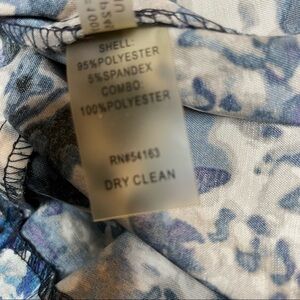 SHELL:
95%POLYESTER
5%SPANDEX
COMBO:
100%POLYESTER
RN#54163
DRY CLEAN